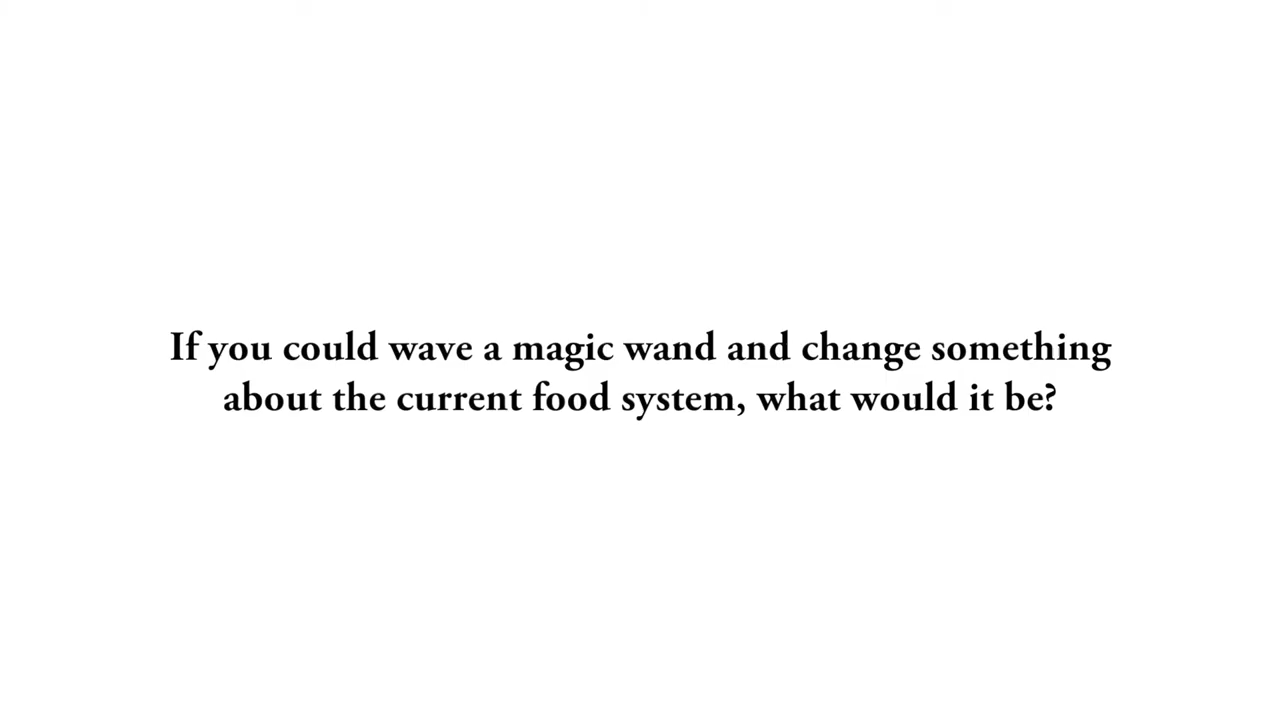 If you could wave a magic wand and change something
about the current food system, what would it be?